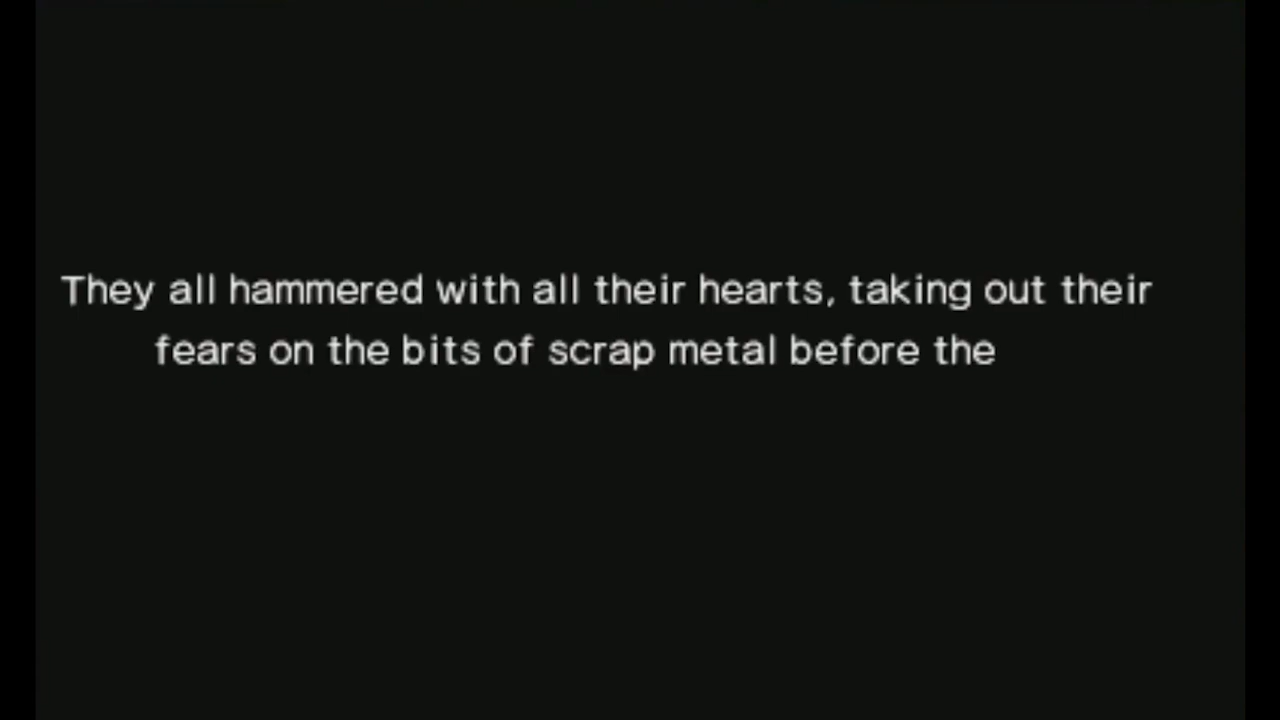 They all hammered with all their hearts, taking out their
fears on the bits of scrap metal before the